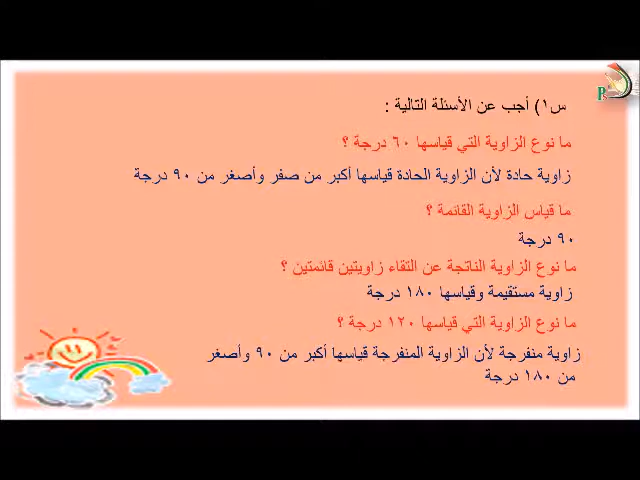 س١) أجب عن الأسئلة التالية :
ما نوع الزاوية التي قياسها ٦٠ درجة ؟
زاوية حادة لأن الزاوية الحادة قياسها أكبر من صفر وأصغر من ٩٠ درجة
ما قياس الزاوية القائمة ؟
٩٠ درجة
ما نوع الزاوية الناتجة عن التقاء زاويتين قائمتين ؟
زاوية مستقيمة وقياسها ١٨٠ درجة
ما نوع الزاوية التي قياسها ١٢٠ درجة ؟
زاوية منفرجة لأن الزاوية المنفرجة قياسها أكبر من ٩٠ وأصغر
من ١٨٠ درجة